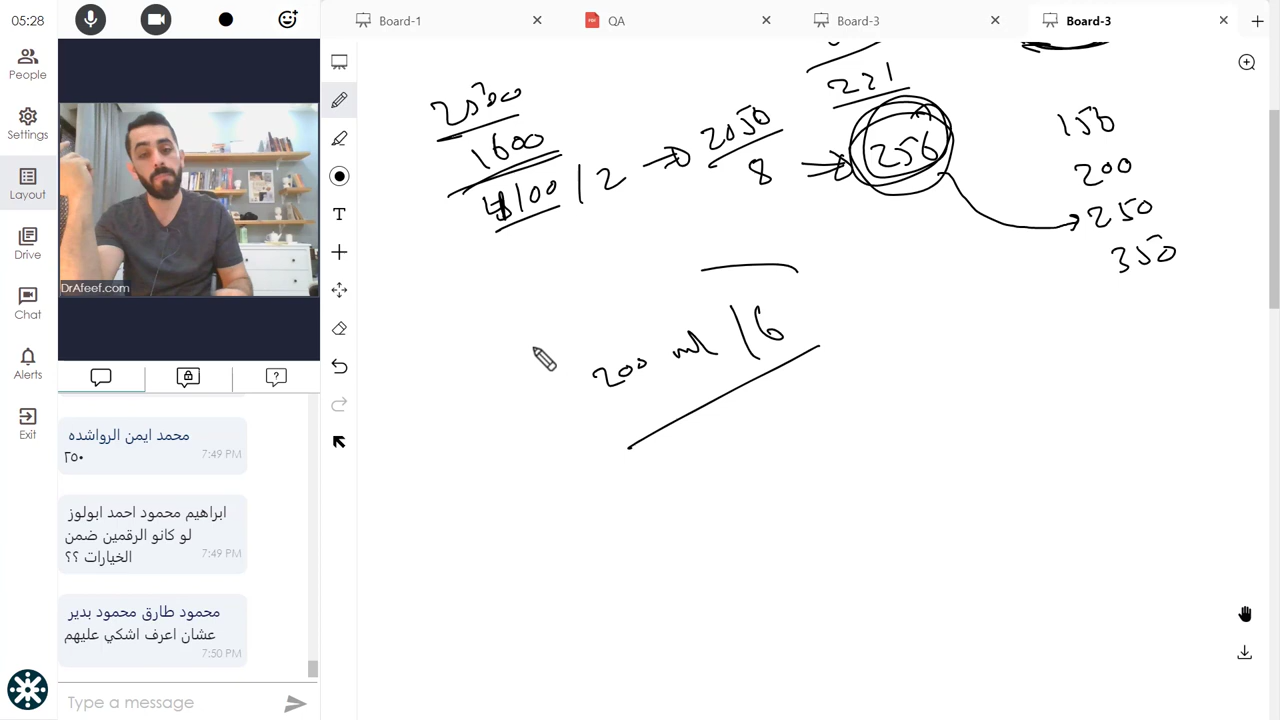 05:28
Board-1
QA
Board-3
Board-3
People
Settings
Layout
Drive
Chat
Alerts
Exit
DrAfeef.com
T
221
2500
1600
4100 / 2
2050
8
256
150
200
250
350
200 ml / 6
محمد ايمن الرواشده
٢٥٠
7:49 PM
ابراهيم محمود احمد ابولوز
لو كانو الرقمين ضمن
الخيارات ؟؟
7:49 PM
محمود طارق محمود بدير
عشان اعرف اشكي عليهم
7:50 PM
Type a message